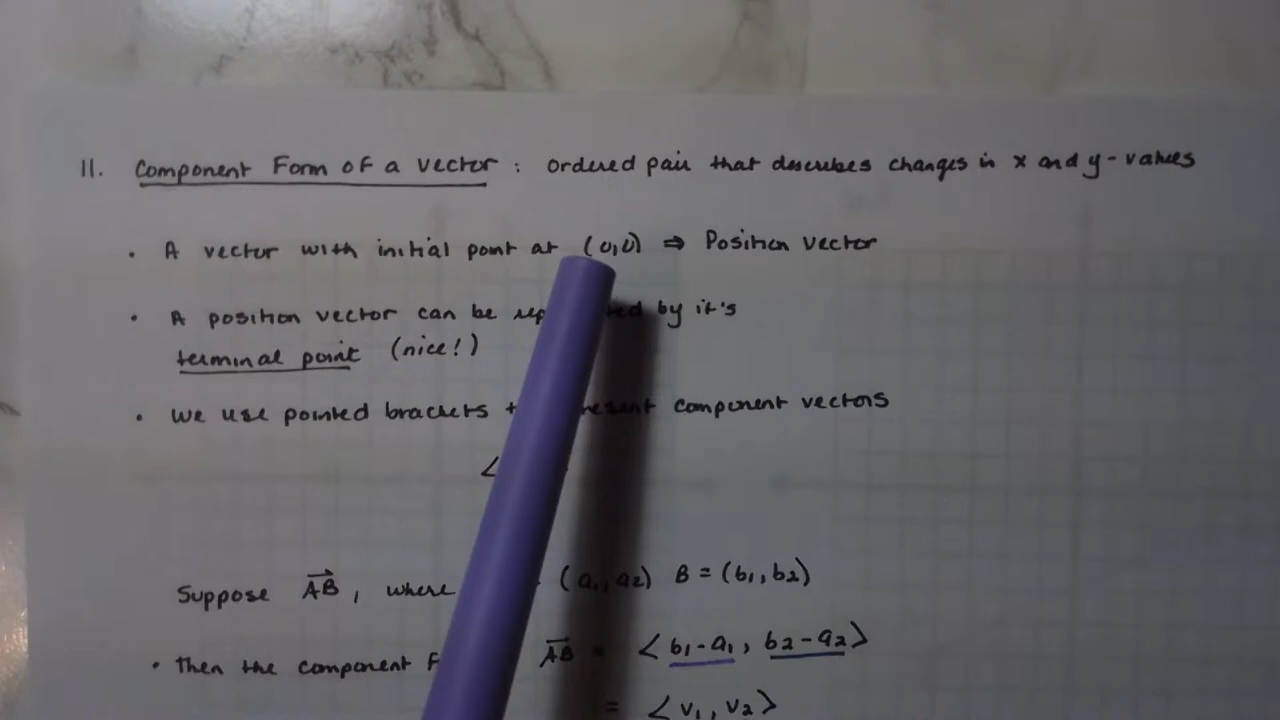 11. Component Form of a vector : ordered pair that describes changes in x and y-values
• A vector with initial point at (0,0) ⇒ Position vector
• A position vector can be by it's
terminal point (nice!)
• We use pointed brackets component vectors
<
Suppose AB⃗, where (a₁, a₂) B = (b₁, b₂)
• Then the component AB⃗ = <b₁-a₁, b₂-a₂>
= <v₁, v₂>